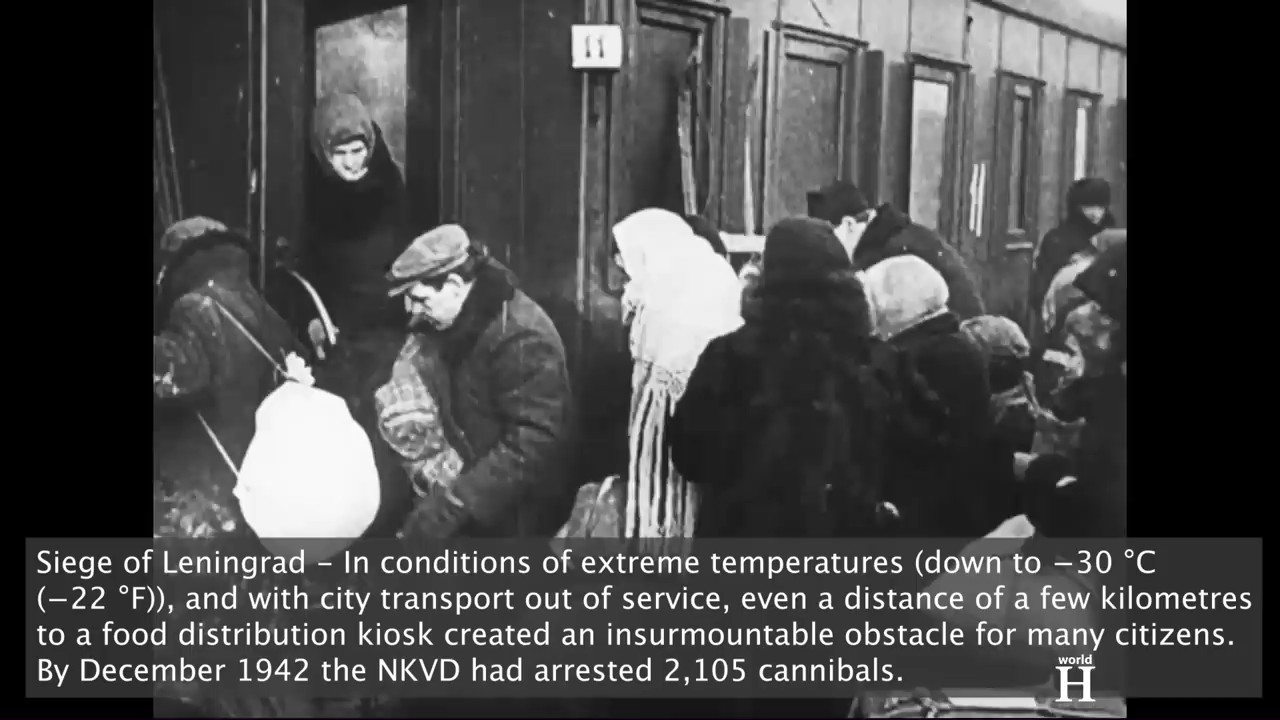 11
Siege of Leningrad – In conditions of extreme temperatures (down to −30 °C
(−22 °F)), and with city transport out of service, even a distance of a few kilometres
to a food distribution kiosk created an insurmountable obstacle for many citizens.
By December 1942 the NKVD had arrested 2,105 cannibals.
world
H